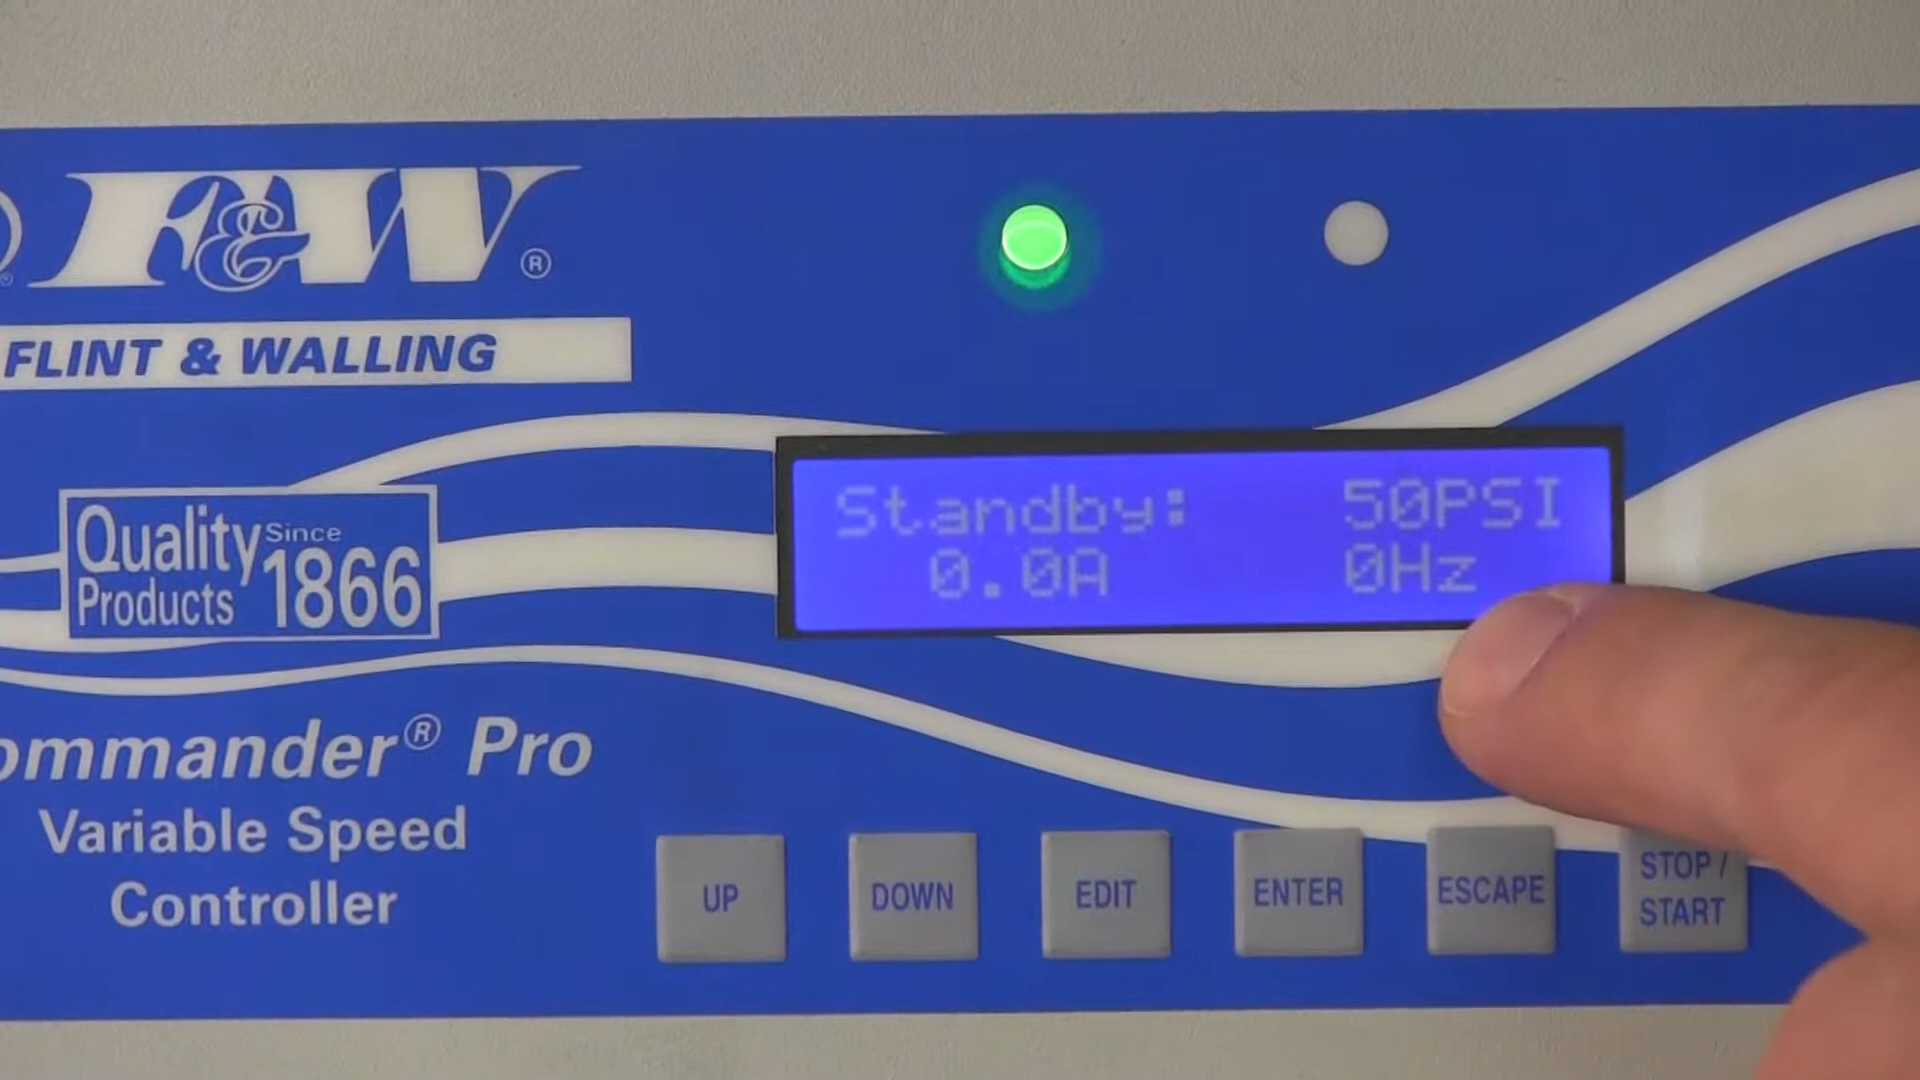 F&W®
FLINT & WALLING
Quality Since
Products 1866
ommander® Pro
Variable Speed
Controller
Standby: 50PSI
0.0A 0Hz
UP
DOWN
EDIT
ENTER
ESCAPE
STOP /
START